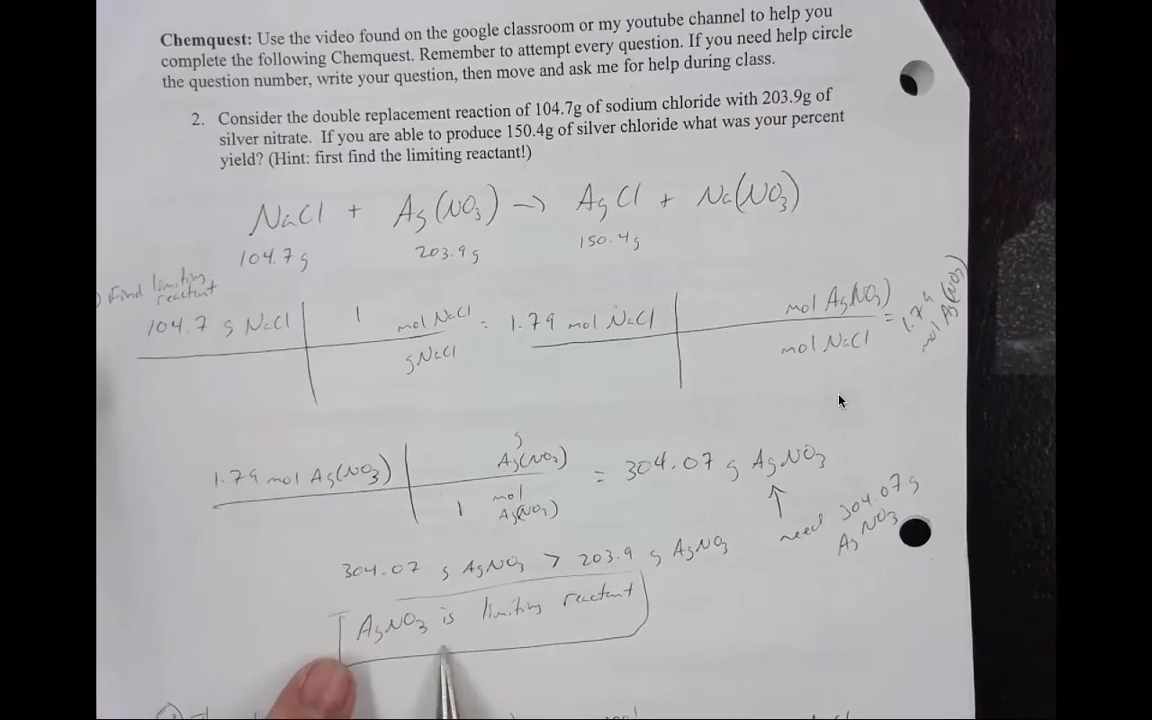 Chemquest: Use the video found on the google classroom or my youtube channel to help you
complete the following Chemquest. Remember to attempt every question. If you need help circle
the question number, write your question, then move and ask me for help during class.
2. Consider the double replacement reaction of 104.7g of sodium chloride with 203.9g of
silver nitrate. If you are able to produce 150.4g of silver chloride what was your percent
yield? (Hint: first find the limiting reactant!)
NaCl + Ag(NO3) → AgCl + Na(NO3)
104.7g 203.9g 150.4g
) Find limiting
reactant
104.7 g NaCl 1 mol NaCl = 1.79 mol NaCl mol AgNO3) = 1.79
g NaCl mol NaCl mol Ag(NO3)
1.79 mol Ag(NO3) g Ag(NO3) = 304.07 g AgNO3
1 mol Ag(NO3)
↑
need 304.07g
AgNO3
304.07 g AgNO3 > 203.9 g AgNO3
AgNO3 is limiting reactant